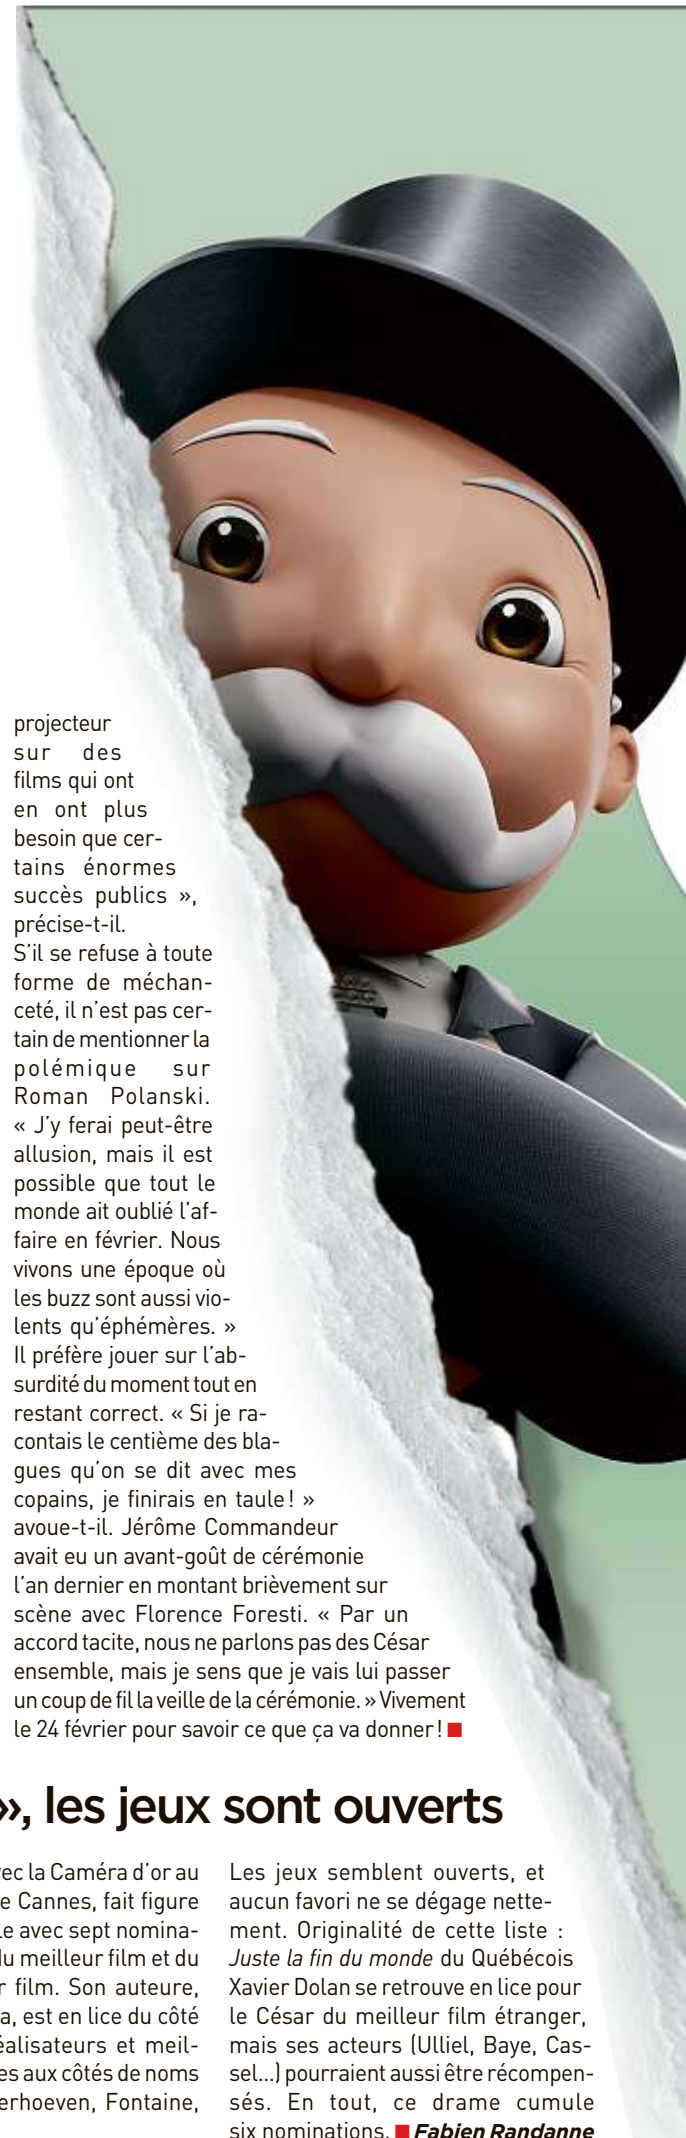 projecteur
sur des
films qui ont
en ont plus
besoin que cer-
tains énormes
succès publics »,
précise-t-il.
S'il se refuse à toute
forme de méchan-
ceté, il n'est pas cer-
tain de mentionner la
polémique sur
Roman Polanski.
« J'y ferai peut-être
allusion, mais il est
possible que tout le
monde ait oublié l'af-
faire en février. Nous
vivons une époque où
les buzz sont aussi vio-
lents qu'éphémères. »
Il préfère jouer sur l'ab-
surdité du moment tout en
restant correct. « Si je ra-
contais le centième des bla-
gues qu'on se dit avec mes
copains, je finirais en taule ! »
avoue-t-il. Jérôme Commandeur
avait eu un avant-goût de cérémonie
l'an dernier en montant brièvement sur
scène avec Florence Foresti. « Par un
accord tacite, nous ne parlons pas des César
ensemble, mais je sens que je vais lui passer
un coup de fil la veille de la cérémonie. » Vivement
le 24 février pour savoir ce que ça va donner ! ■
», les jeux sont ouverts
ec la Caméra d'or au
e Cannes, fait figure
le avec sept nomina-
du meilleur film et du
r film. Son auteure,
a, est en lice du côté
éalisateurs et meil-
es aux côtés de noms
erhoeven, Fontaine,
Les jeux semblent ouverts, et
aucun favori ne se dégage nette-
ment. Originalité de cette liste :
Juste la fin du monde du Québécois
Xavier Dolan se retrouve en lice pour
le César du meilleur film étranger,
mais ses acteurs (Ulliel, Baye, Cas-
sel...) pourraient aussi être récompen-
sés. En tout, ce drame cumule
six nominations. ■ Fabien Randanne